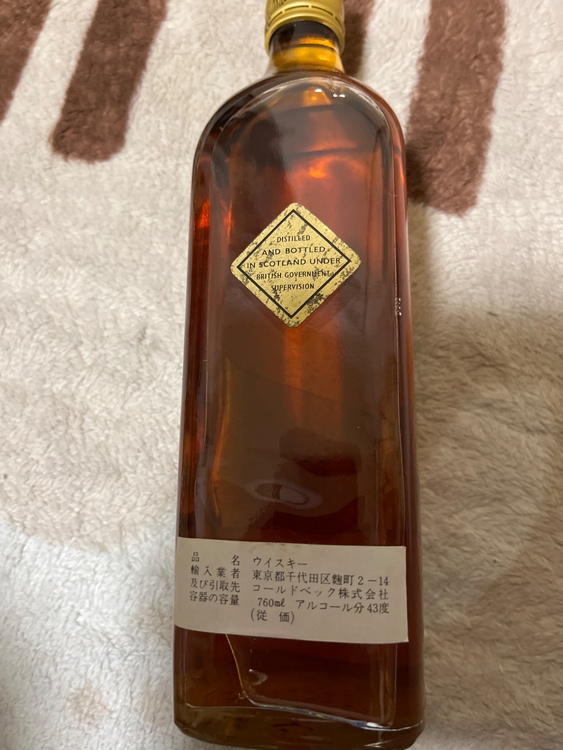 DISTILLED
AND BOTTLED
IN SCOTLAND UNDER
BRITISH GOVERNMENT
SUPERVISION
品 名 ウイスキー
輸入業者 東京都千代田区麴町2-14
及び引取先 コールドベック株式会社
容器の容量 760ml アルコール分43度
(従 価)